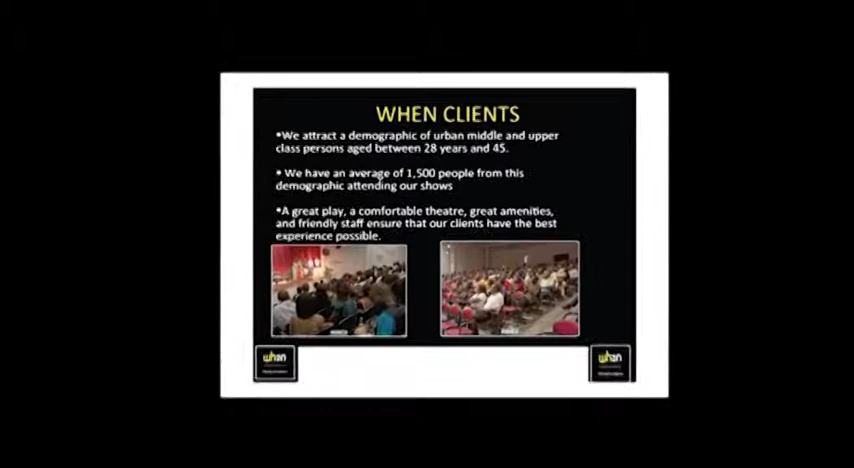 WHEN CLIENTS
•We attract a demographic of urban middle and upper
class persons aged between 28 years and 45.
• We have an average of 1,500 people from this
demographic attending our shows
•A great play, a comfortable theatre, great amenities,
and friendly staff ensure that our clients have the best
experience possible.
when
when